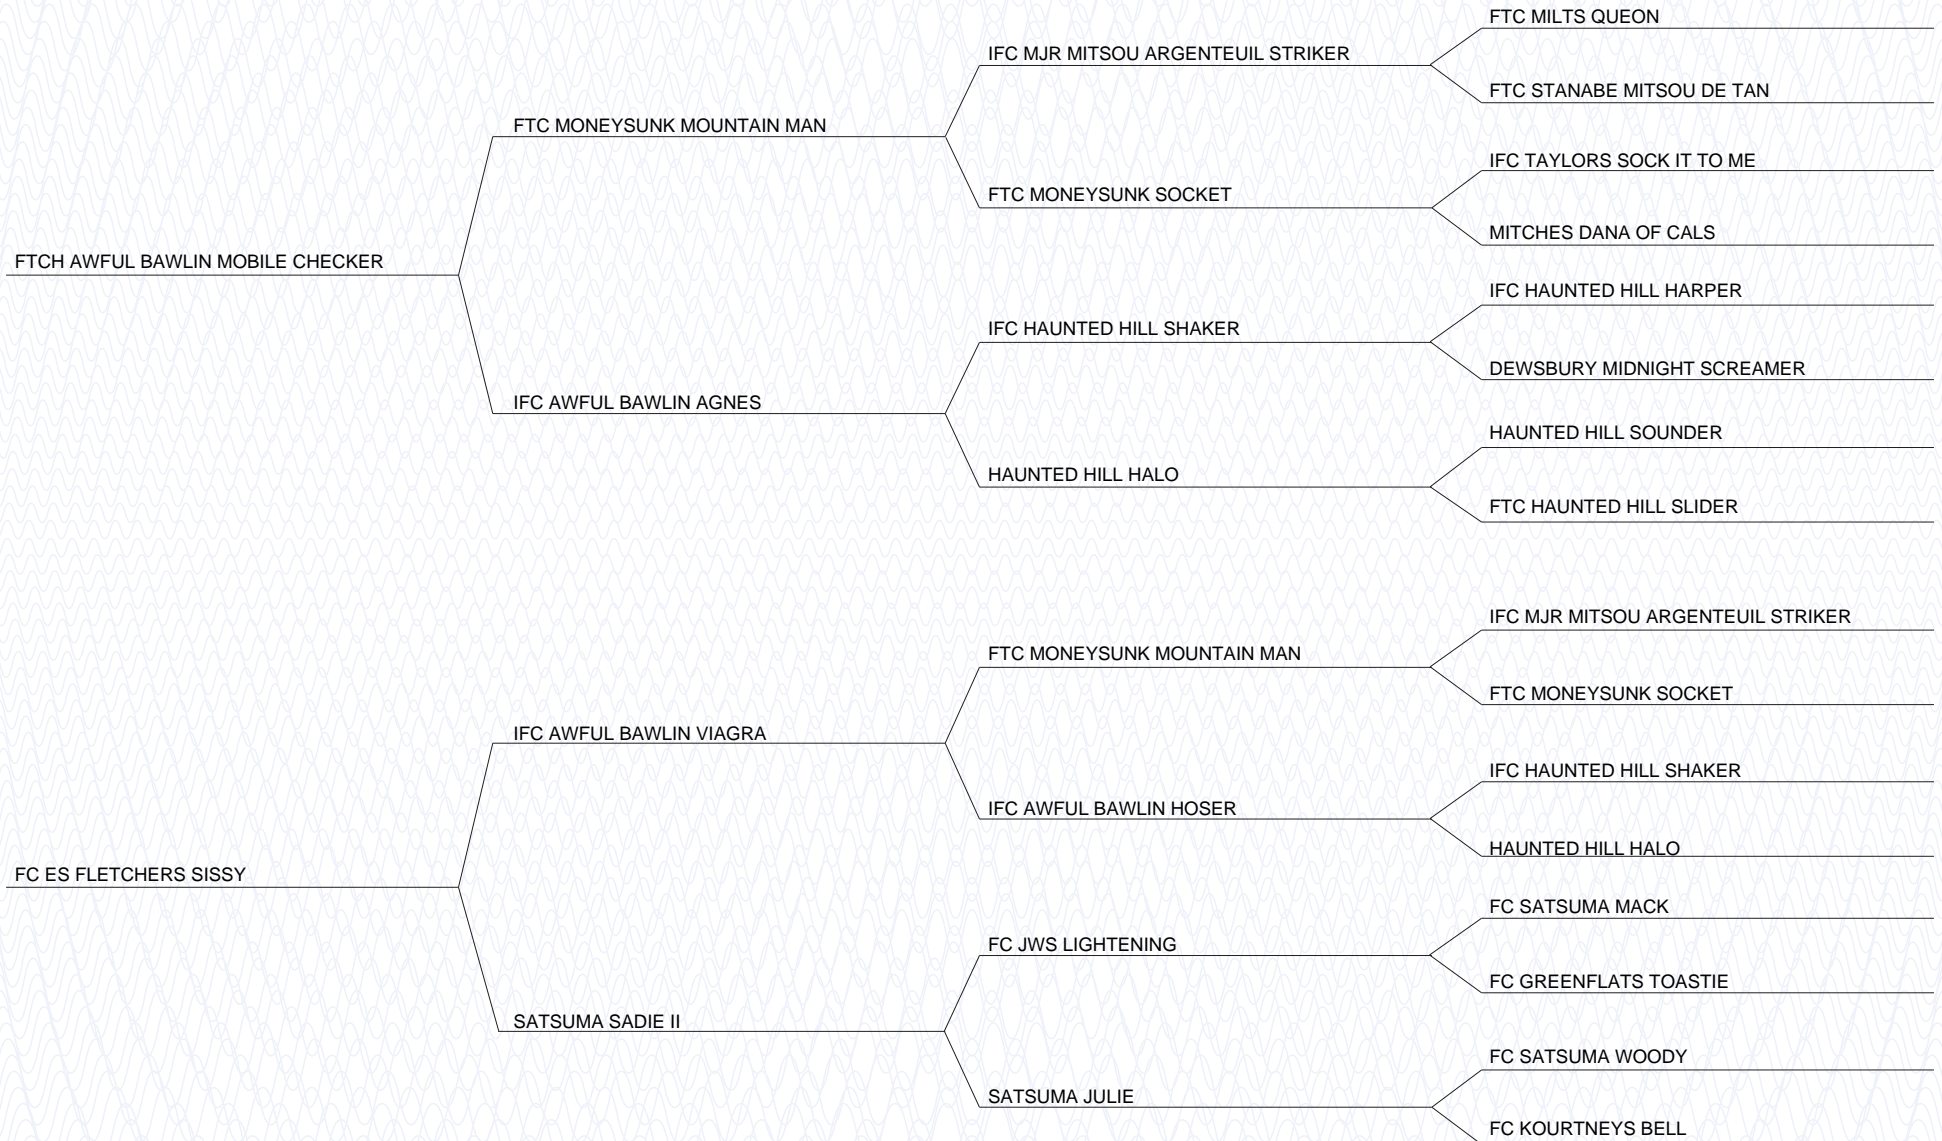 FTC MILTS QUEON
IFC MJR MITSOU ARGENTEUIL STRIKER
FTC STANABE MITSOU DE TAN
FTC MONEYSUNK MOUNTAIN MAN
IFC TAYLORS SOCK IT TO ME
FTC MONEYSUNK SOCKET
MITCHES DANA OF CALS
FTCH AWFUL BAWLIN MOBILE CHECKER
IFC HAUNTED HILL HARPER
IFC HAUNTED HILL SHAKER
DEWSBURY MIDNIGHT SCREAMER
IFC AWFUL BAWLIN AGNES
HAUNTED HILL SOUNDER
HAUNTED HILL HALO
FTC HAUNTED HILL SLIDER
IFC MJR MITSOU ARGENTEUIL STRIKER
FTC MONEYSUNK MOUNTAIN MAN
FTC MONEYSUNK SOCKET
IFC AWFUL BAWLIN VIAGRA
IFC HAUNTED HILL SHAKER
IFC AWFUL BAWLIN HOSER
HAUNTED HILL HALO
FC ES FLETCHERS SISSY
FC SATSUMA MACK
FC JWS LIGHTENING
FC GREENFLATS TOASTIE
SATSUMA SADIE II
FC SATSUMA WOODY
SATSUMA JULIE
FC KOURTNEYS BELL